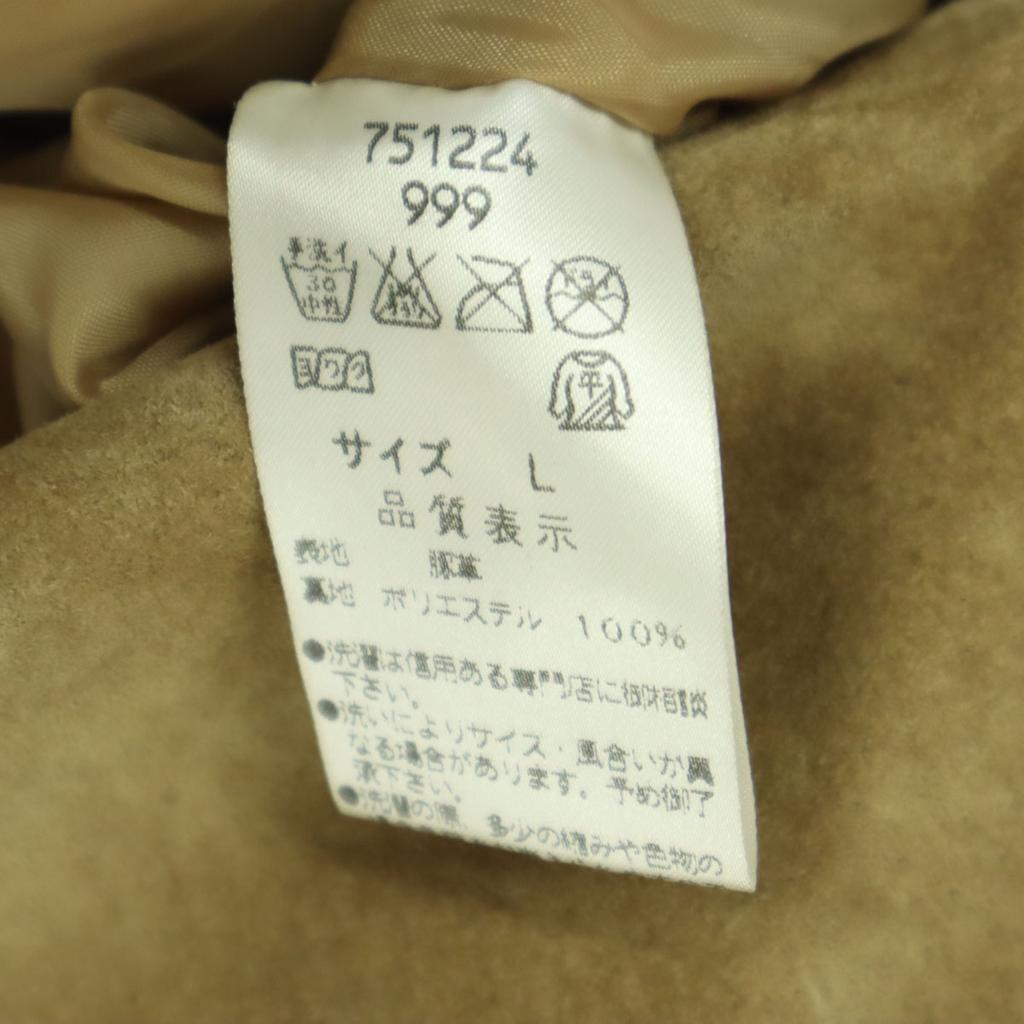 751224
999
手洗イ
30
中性
ヨワク
平
サイズ L
品質表示
表地 豚革
裏地 ポリエステル 100%
●洗濯は信用ある専門店に御相談
下さい。
●洗いによりサイズ・風合いが異
なる場合があります。予め御了
承下さい。
●洗濯の際、多少の縮みや色物の